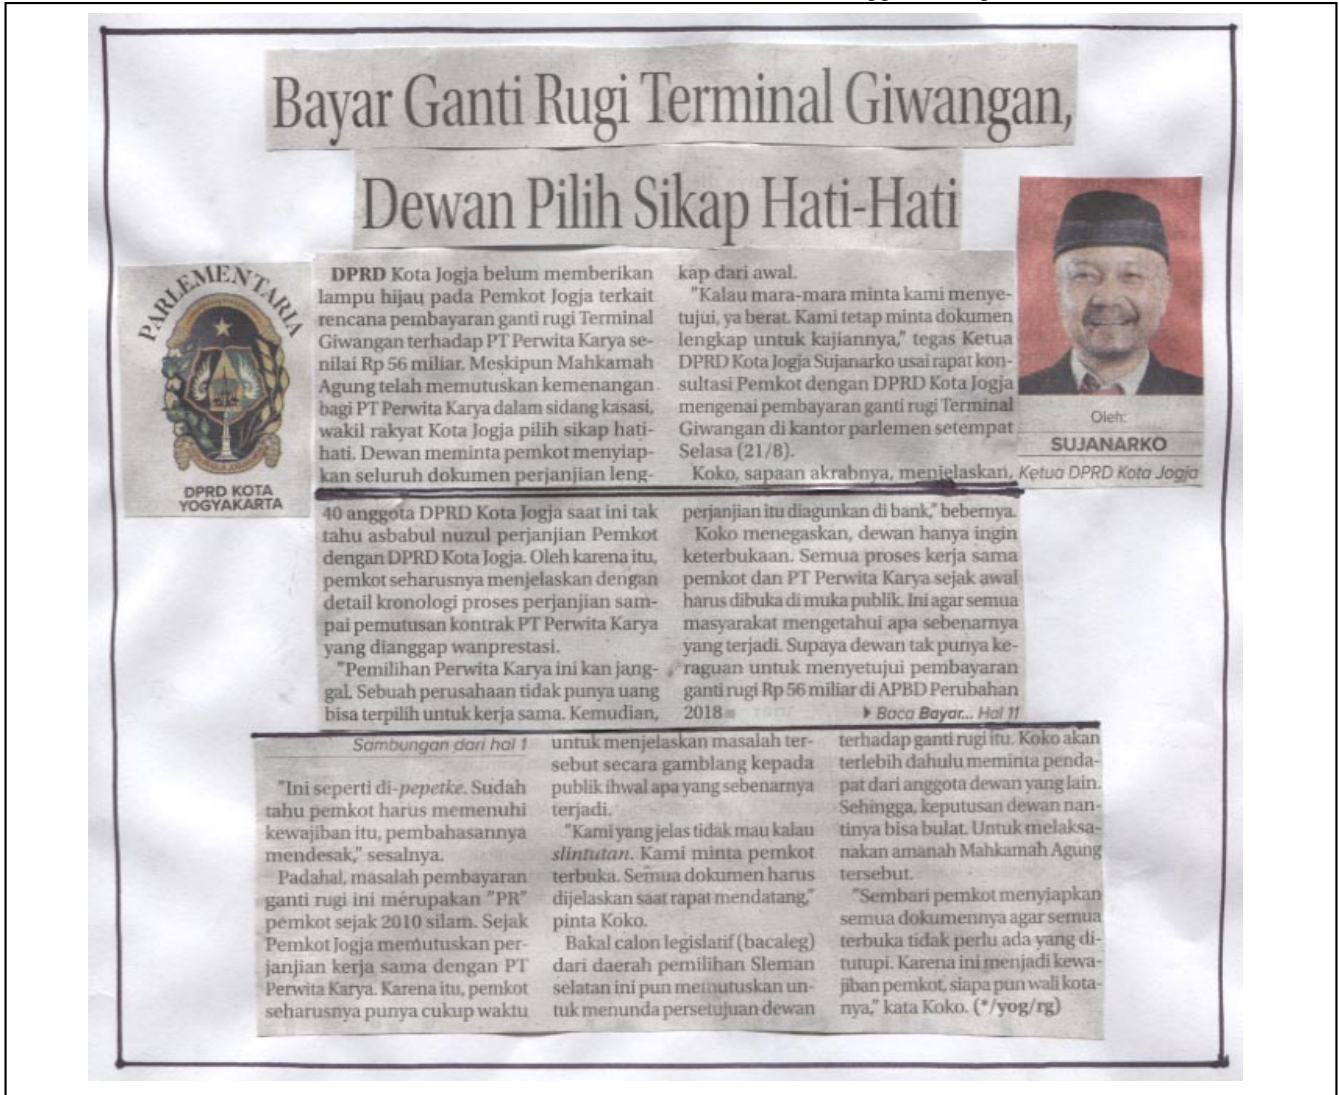 Bayar Ganti Rugi Terminal Giwangan,
Dewan Pilih Sikap Hati-Hati
PARLEMENTARIA
DPRD KOTA
YOGYAKARTA
DPRD Kota Jogja belum memberikan
lampu hijau pada Pemkot Jogja terkait
rencana pembayaran ganti rugi Terminal
Giwangan terhadap PT Perwita Karya se-
nilai Rp 56 miliar. Meskipun Mahkamah
Agung telah memutuskan kemenangan
bagi PT Perwita Karya dalam sidang kasasi,
wakil rakyat Kota Jogja pilih sikap hati-
hati. Dewan meminta pemkot menyiap-
kan seluruh dokumen perjanjian leng-
kap dari awal.
"Kalau mara-mara minta kami menye-
tujui, ya berat. Kami tetap minta dokumen
lengkap untuk kajiannya," tegas Ketua
DPRD Kota Jogja Sujanarko usai rapat kon-
sultasi Pemkot dengan DPRD Kota Jogja
mengenai pembayaran ganti rugi Terminal
Giwangan di kantor parlemen setempat
Selasa (21/8).
Koko, sapaan akrabnya, menjelaskan,
Oleh:
SUJANARKO
Ketua DPRD Kota Jogja
40 anggota DPRD Kota Jogja saat ini tak
tahu asbabul nuzul perjanjian Pemkot
dengan DPRD Kota Jogja. Oleh karena itu,
pemkot seharusnya menjelaskan dengan
detail kronologi proses perjanjian sam-
pai pemutusan kontrak PT Perwita Karya
yang dianggap wanprestasi.
"Pemilihan Perwita Karya ini kan jang-
gal. Sebuah perusahaan tidak punya uang
bisa terpilih untuk kerja sama. Kemudian,
perjanjian itu diagunkan di bank," bebernya.
Koko menegaskan, dewan hanya ingin
keterbukaan. Semua proses kerja sama
pemkot dan PT Perwita Karya sejak awal
harus dibuka di muka publik. Ini agar semua
masyarakat mengetahui apa sebenarnya
yang terjadi. Supaya dewan tak punya ke-
raguan untuk menyetujui pembayaran
ganti rugi Rp 56 miliar di APBD Perubahan
2018
Baca Bayar... Hal 11
Sambungan dari hal 1
"Ini seperti di-pepetke. Sudah
tahu pemkot harus memenuhi
kewajiban itu, pembahasannya
mendesak," sesalnya.
Padahal, masalah pembayaran
ganti rugi ini merupakan "PR"
pemkot sejak 2010 silam. Sejak
Pemkot Jogja memutuskan per-
janjian kerja sama dengan PT
Perwita Karya. Karena itu, pemkot
seharusnya punya cukup waktu
untuk menjelaskan masalah ter-
sebut secara gamblang kepada
publik ihwal apa yang sebenarnya
terjadi.
"Kami yang jelas tidak mau kalau
slintutan. Kami minta pemkot
terbuka. Semua dokumen harus
dijelaskan saat rapat mendatang,"
pinta Koko.
Bakal calon legislatif (bacaleg)
dari daerah pemilihan Sleman
selatan ini pun memutuskan un-
tuk menunda persetujuan dewan
terhadap ganti rugi itu. Koko akan
terlebih dahulu meminta penda-
pat dari anggota dewan yang lain.
Sehingga, keputusan dewan nan-
tinya bisa bulat. Untuk melaksa-
nakan amanah Mahkamah Agung
tersebut.
"Sembari pemkot menyiapkan
semua dokumennya agar semua
terbuka tidak perlu ada yang di-
tutupi. Karena ini menjadi kewa-
jiban pemkot, siapa pun wali kota-
nya," kata Koko. (*/yog/rg)